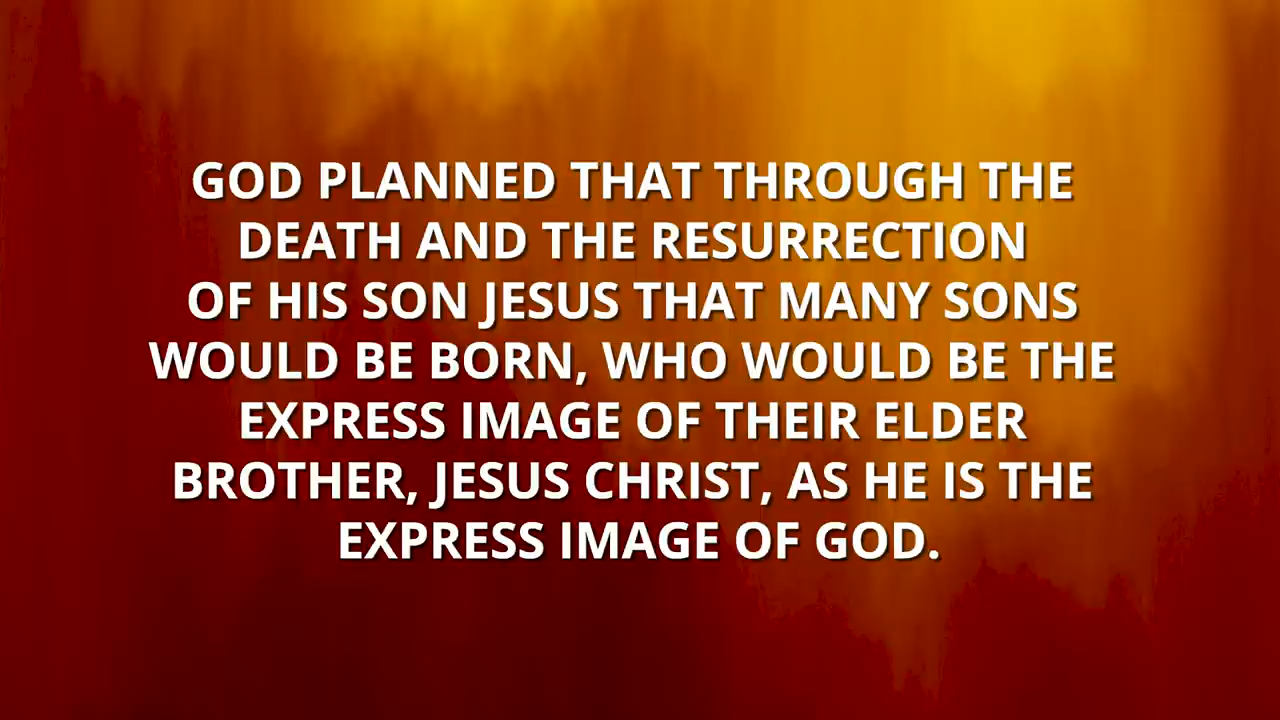 GOD PLANNED THAT THROUGH THE
DEATH AND THE RESURRECTION
OF HIS SON JESUS THAT MANY SONS
WOULD BE BORN, WHO WOULD BE THE
EXPRESS IMAGE OF THEIR ELDER
BROTHER, JESUS CHRIST, AS HE IS THE
EXPRESS IMAGE OF GOD.